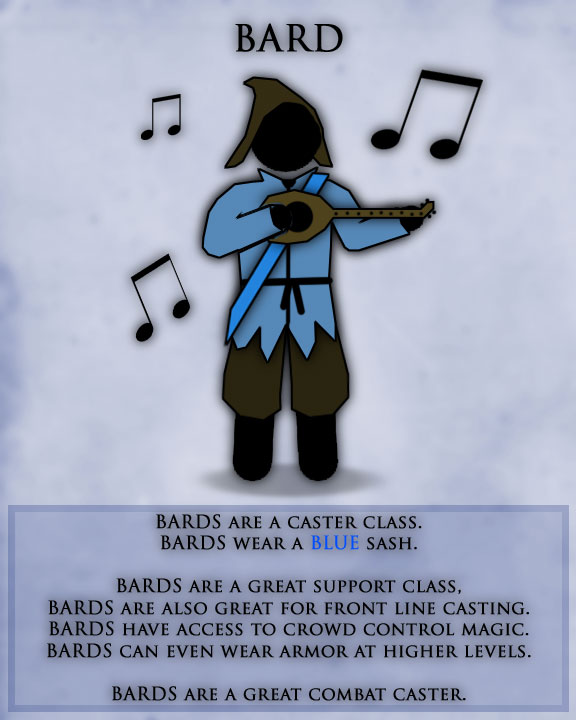 BARD
BARDS ARE A CASTER CLASS.
BARDS WEAR A BLUE SASH.
BARDS ARE A GREAT SUPPORT CLASS,
BARDS ARE ALSO GREAT FOR FRONT LINE CASTING.
BARDS HAVE ACCESS TO CROWD CONTROL MAGIC.
BARDS CAN EVEN WEAR ARMOR AT HIGHER LEVELS.
BARDS ARE A GREAT COMBAT CASTER.